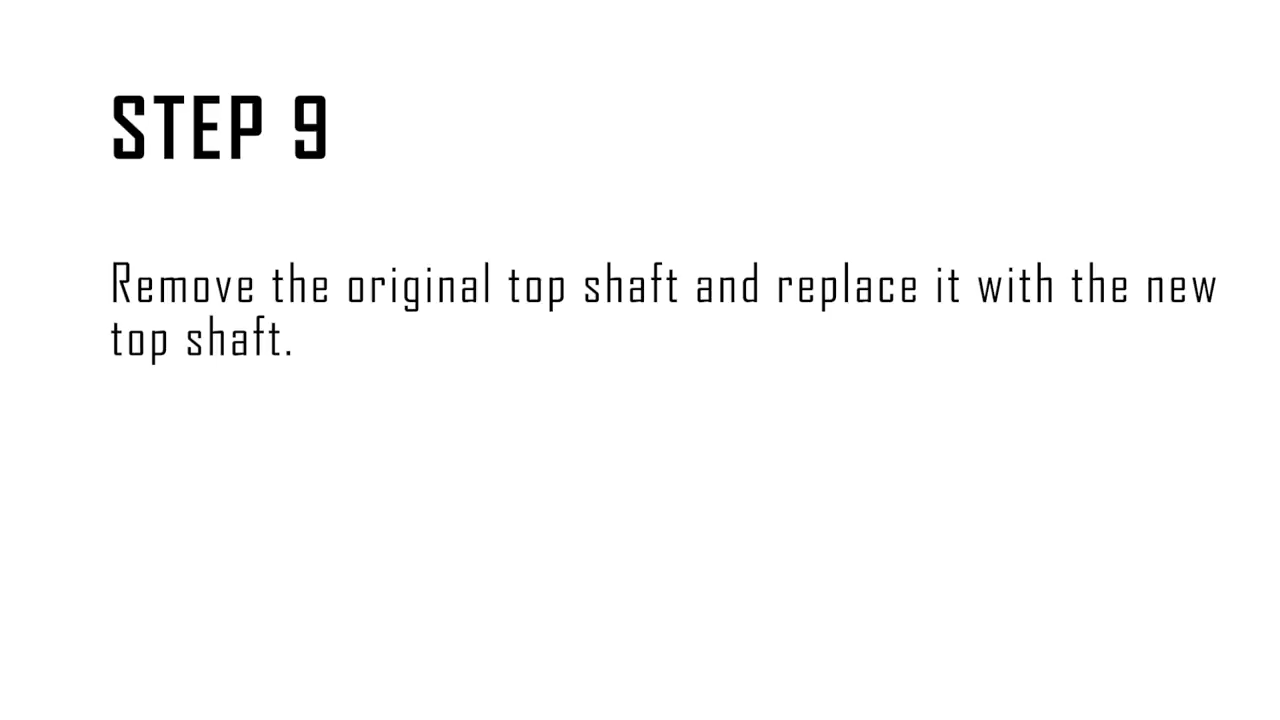 STEP 9
Remove the original top shaft and replace it with the new
top shaft.